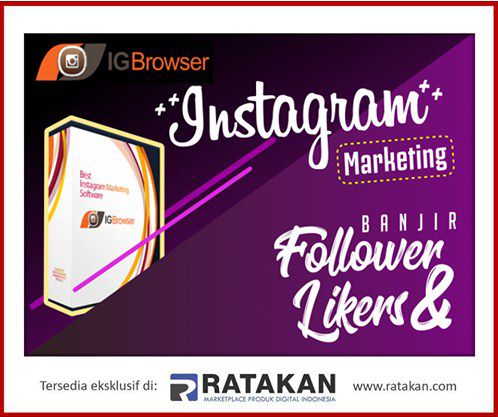 IGBrowser
Instagram
Marketing
Best
Instagram Marketing
Software
IGBrowser
BANJIR
Follower
& Likers
Tersedia eksklusif di:
RATAKAN
MARKETPLACE PRODUK DIGITAL INDONESIA
www.ratakan.com